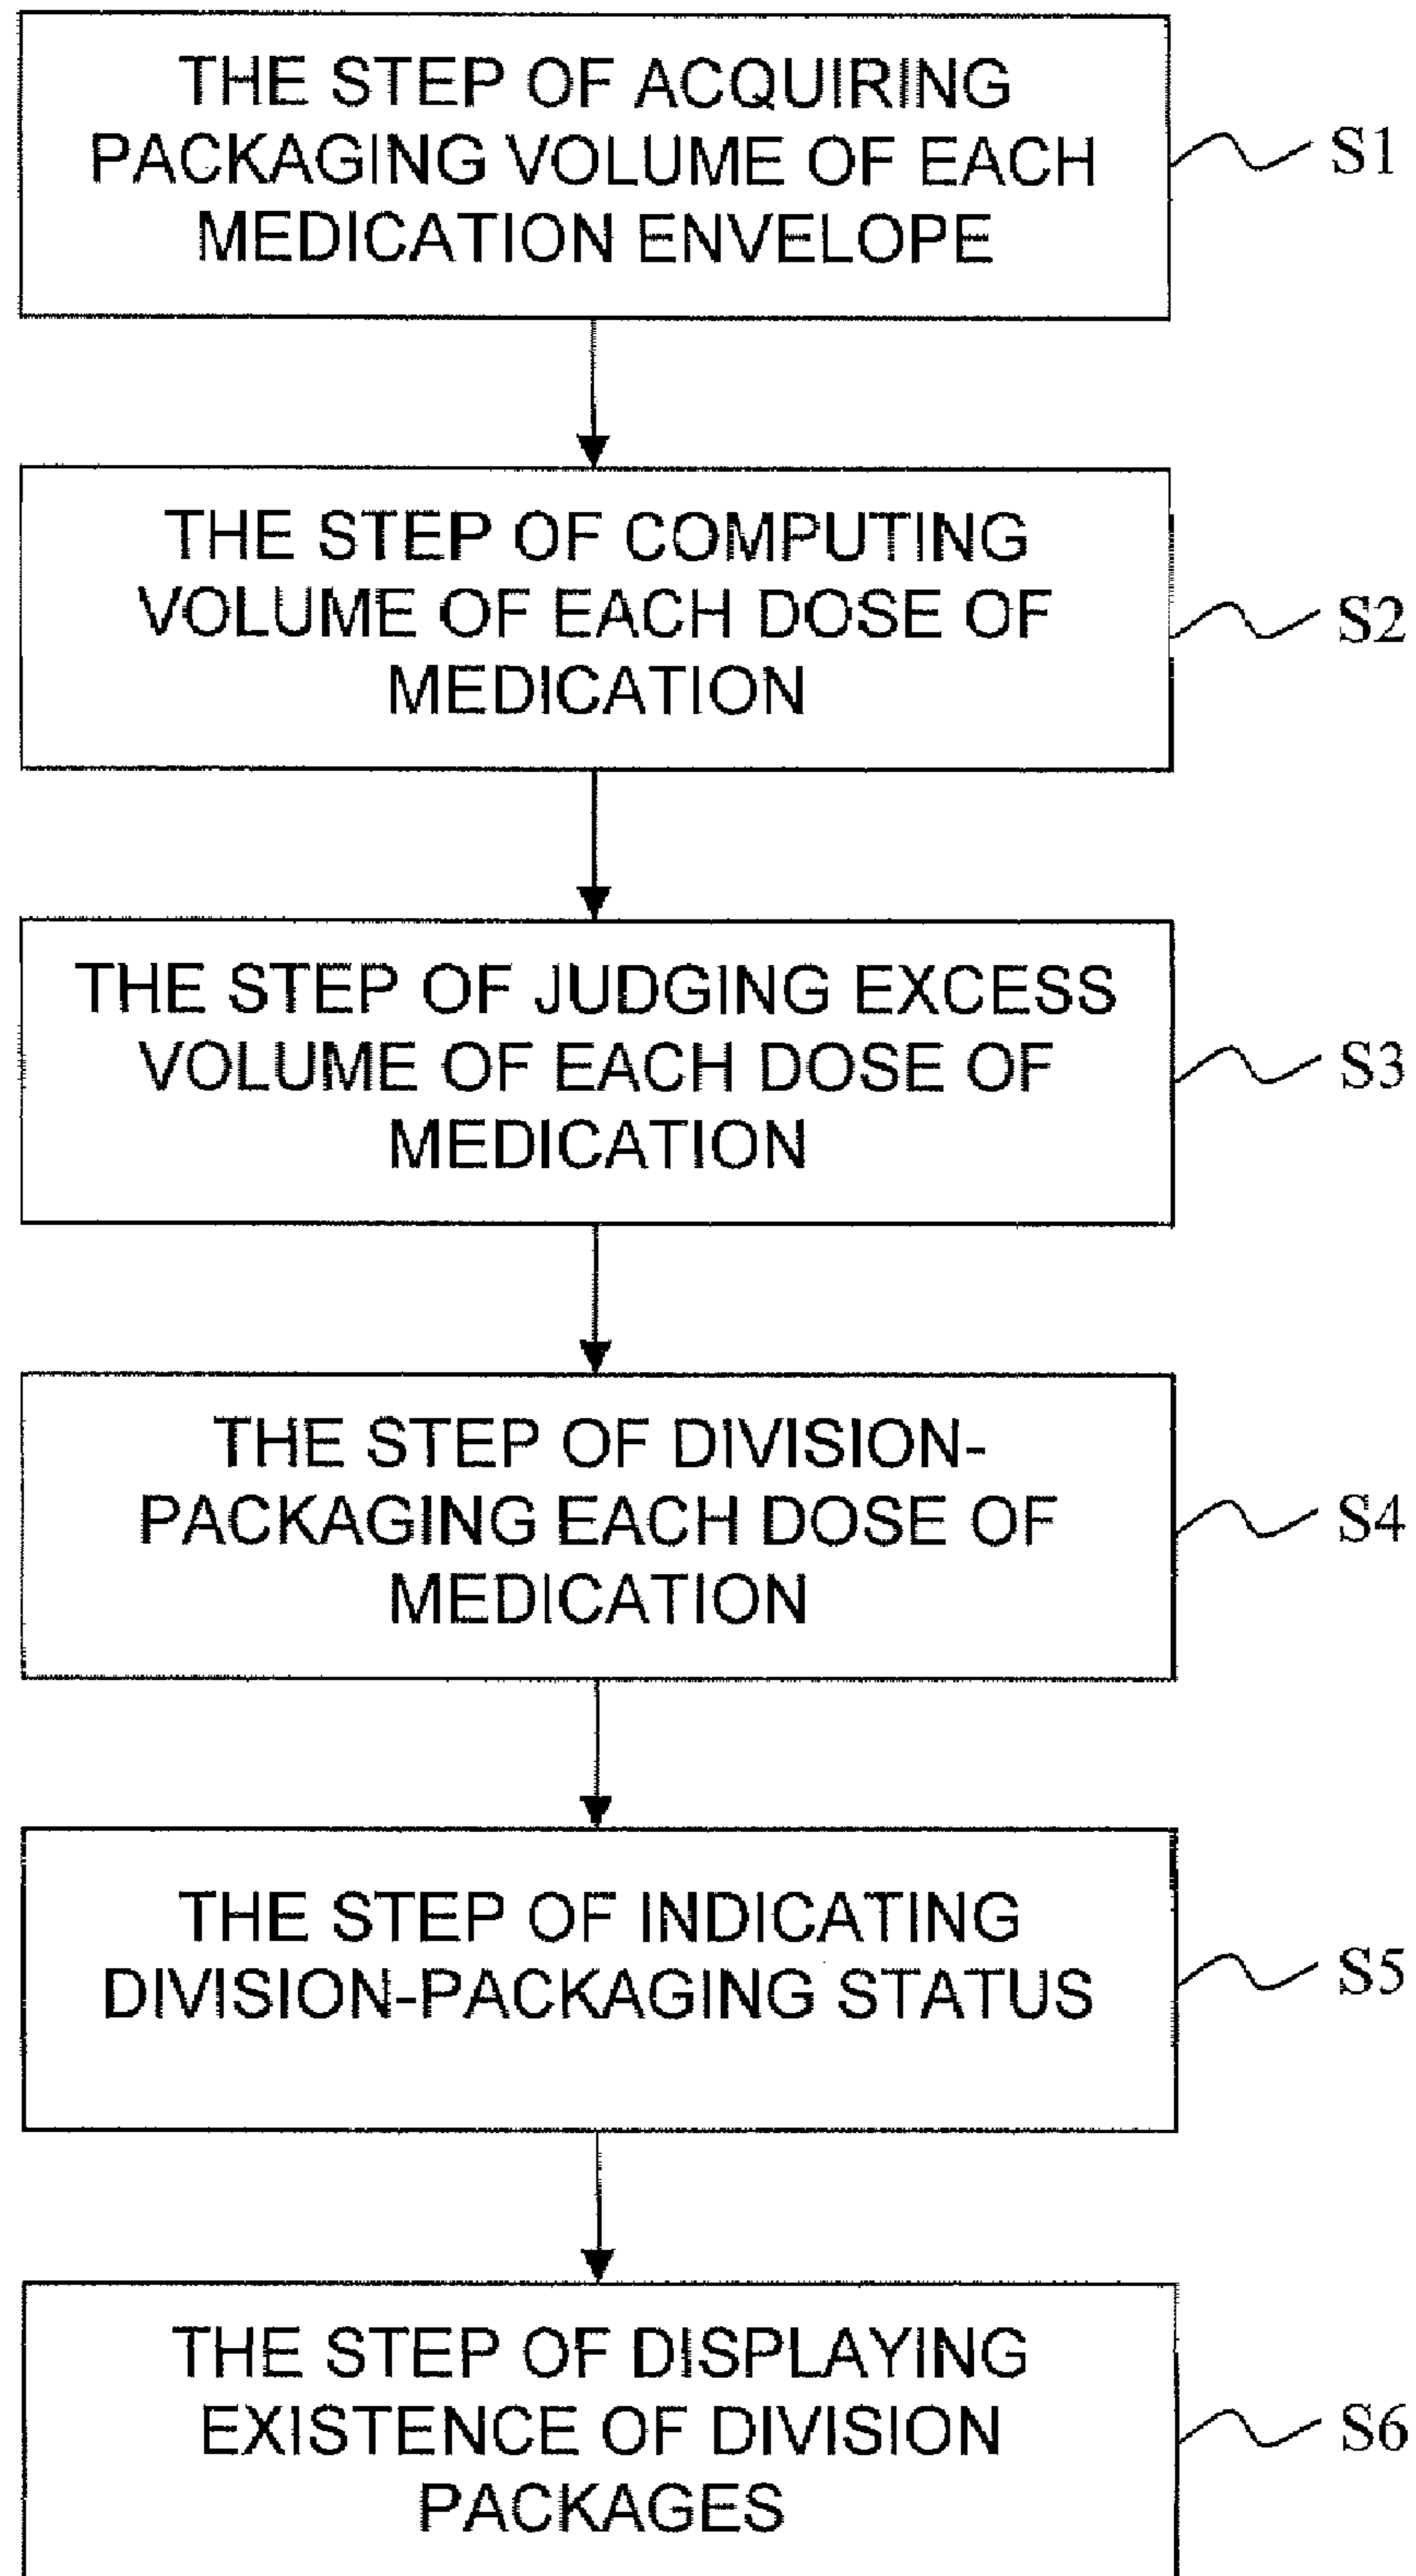 THE STEP OF ACQUIRING
PACKAGING VOLUME OF EACH
MEDICATION ENVELOPE
S1
THE STEP OF COMPUTING
VOLUME OF EACH DOSE OF
MEDICATION
S2
THE STEP OF JUDGING EXCESS
VOLUME OF EACH DOSE OF
MEDICATION
S3
THE STEP OF DIVISION-
PACKAGING EACH DOSE OF
MEDICATION
S4
THE STEP OF INDICATING
DIVISION-PACKAGING STATUS
S5
THE STEP OF DISPLAYING
EXISTENCE OF DIVISION
PACKAGES
S6